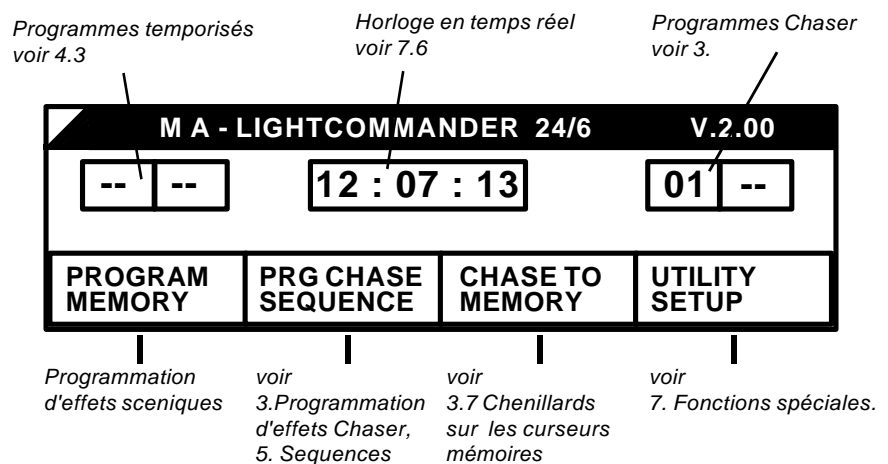 Programmes temporisés
voir 4.3
Horloge en temps réel
voir 7.6
Programmes Chaser
voir 3.
M A - LIGHTCOMMANDER 24/6 V.2.00
-- -- 12 : 07 : 13 01 --
PROGRAM
MEMORY
PRG CHASE
SEQUENCE
CHASE TO
MEMORY
UTILITY
SETUP
Programmation
d'effets sceniques
voir
3.Programmation
d'effets Chaser,
5. Sequences
voir
3.7 Chenillards
sur les curseurs
mémoires
voir
7. Fonctions spéciales.